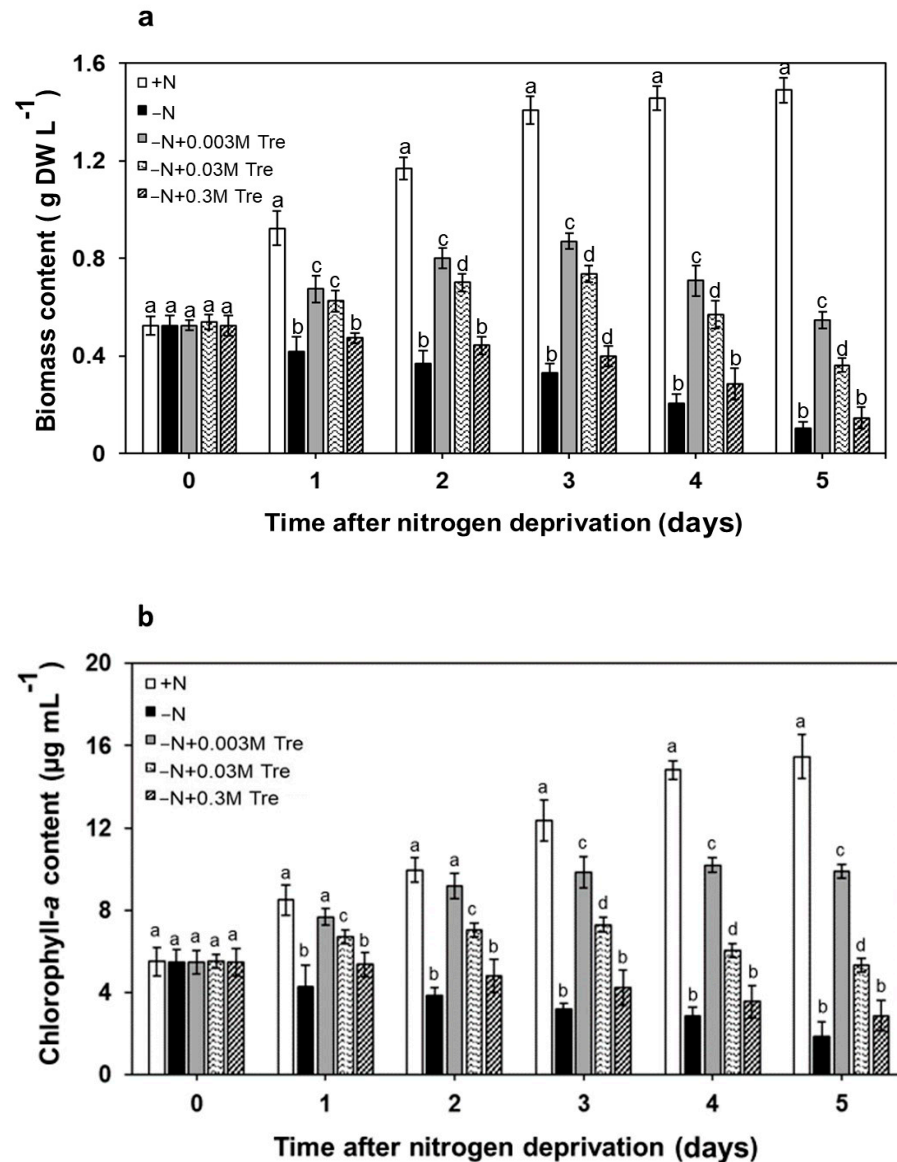 a
Biomass content ( g DW L⁻¹)
1.6
1.2
0.8
0.4
0
+N
−N
−N+0.003M Tre
−N+0.03M Tre
−N+0.3M Tre
a a a a a
a b c c b
a b c d b
a b c d b
a b c d b
a b c d b
0 1 2 3 4 5
Time after nitrogen deprivation (days)
b
Chlorophyll-a content (µg mL⁻¹)
20
16
12
8
4
0
+N
−N
−N+0.003M Tre
−N+0.03M Tre
−N+0.3M Tre
a a a a a
a b a c b
a b a c b
a b c d b
a b c d b
a b c d b
0 1 2 3 4 5
Time after nitrogen deprivation (days)